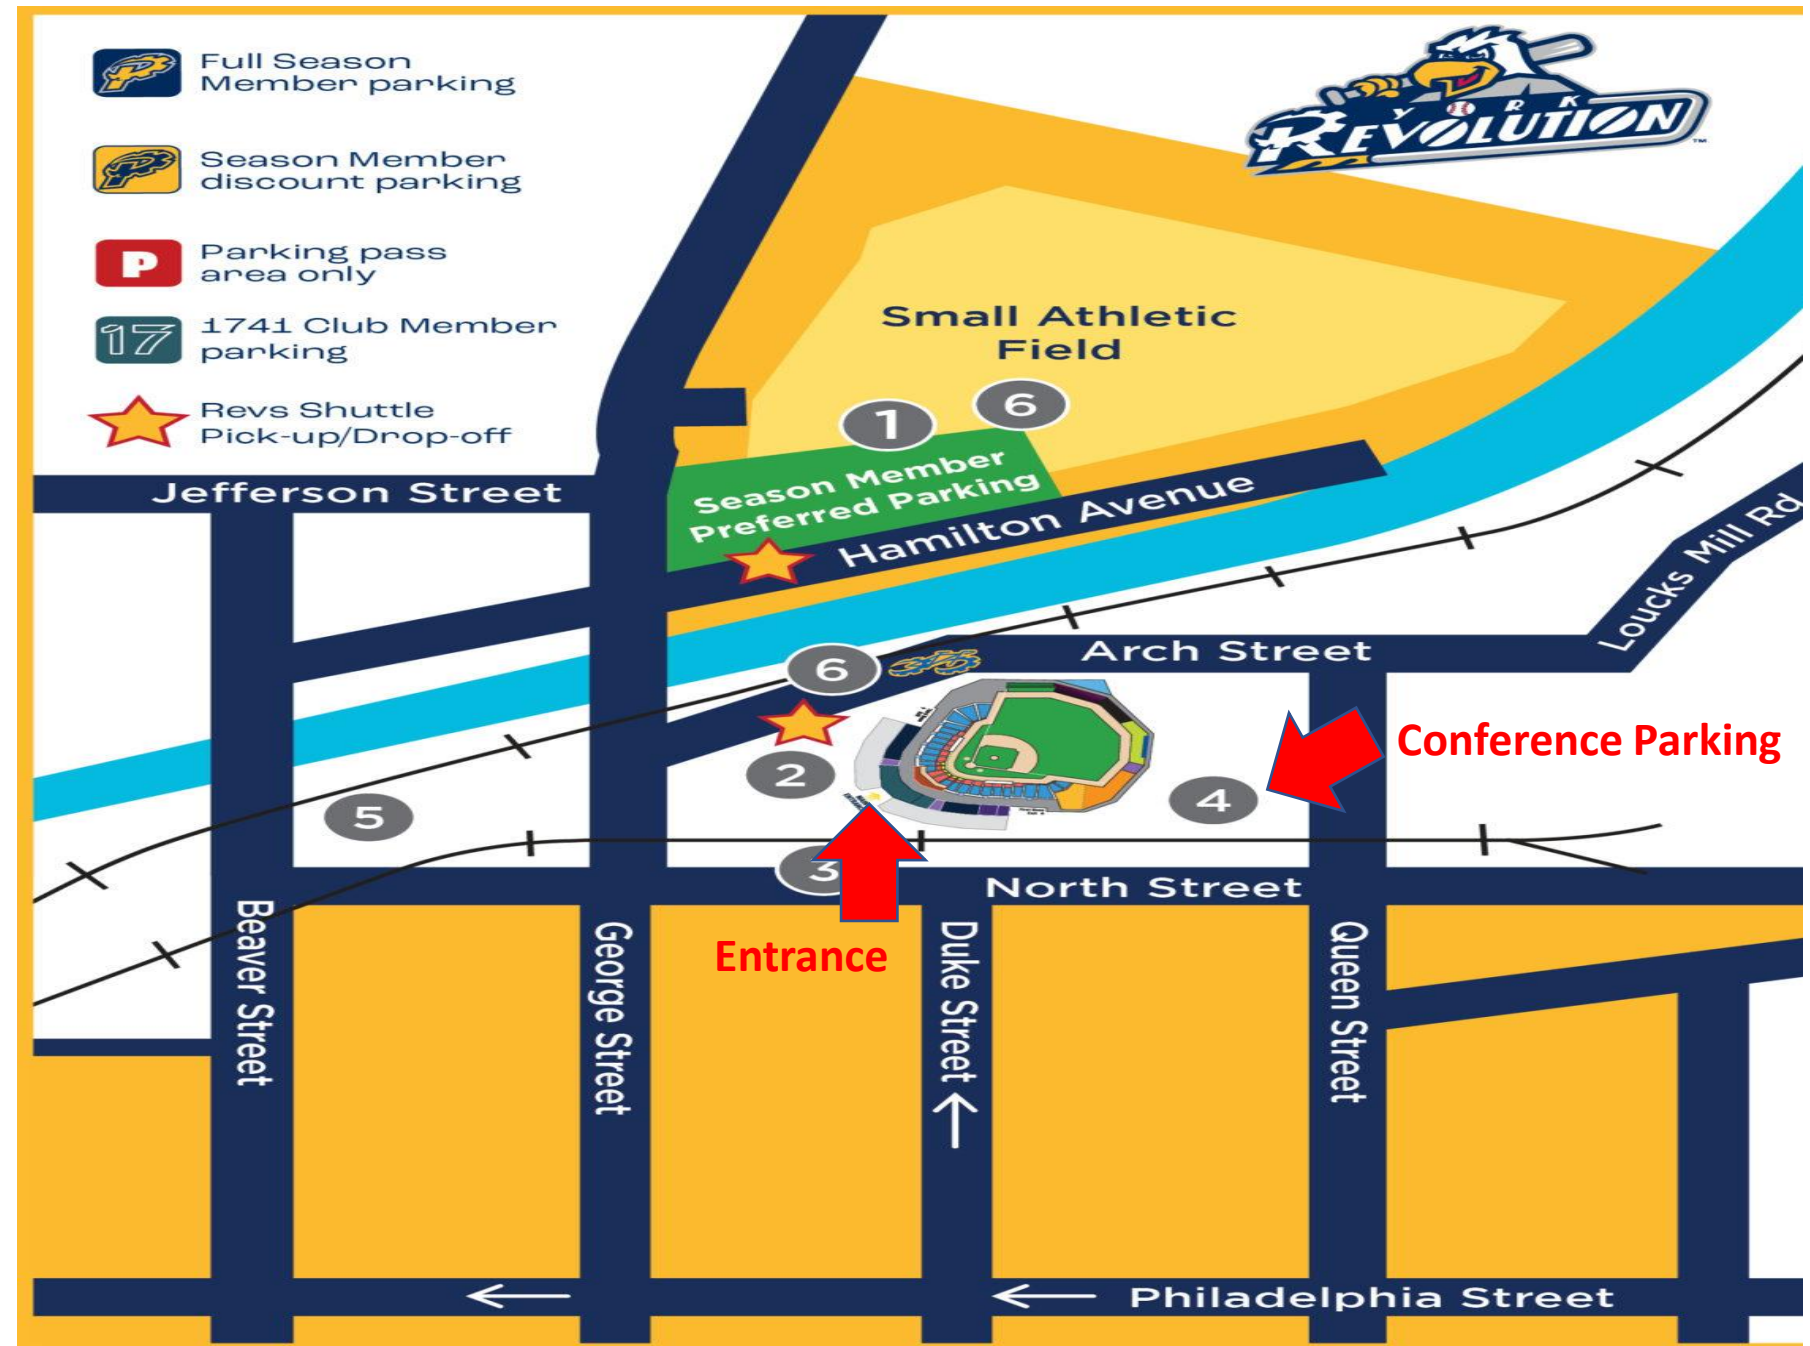 Full Season
Member parking
Season Member
discount parking
P
Parking pass
area only
17
1741 Club Member
parking
Revs Shuttle
Pick-up/Drop-off
YORK
REVOLUTION
TM
Small Athletic
Field
1
6
Season Member
Preferred Parking
Jefferson Street
Hamilton Avenue
Loucks Mill Rd
Arch Street
6
2
4
5
3
Conference Parking
Entrance
North Street
Beaver Street
George Street
Duke Street
Queen Street
Philadelphia Street